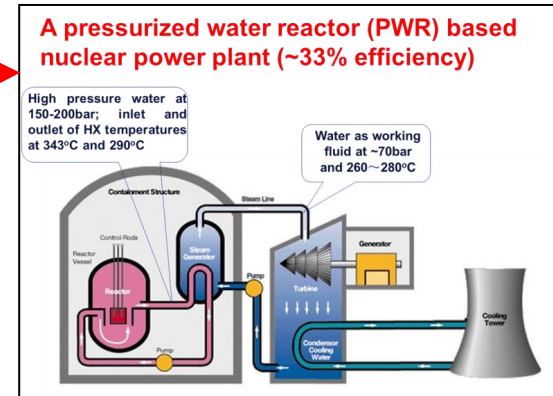 A pressurized water reactor (PWR) based
nuclear power plant (~33% efficiency)
High pressure water at
150-200bar; inlet and
outlet of HX temperatures
at 343°C and 290°C
Water as working
fluid at ~70bar
and 260～280°C
Containment Structure
Steam Line
Control Rods
Reactor
Vessel
Steam
Generator
Generator
Pump
Reactor
Turbine
Cooling
Tower
Condensor
Cooling
Water
Pump